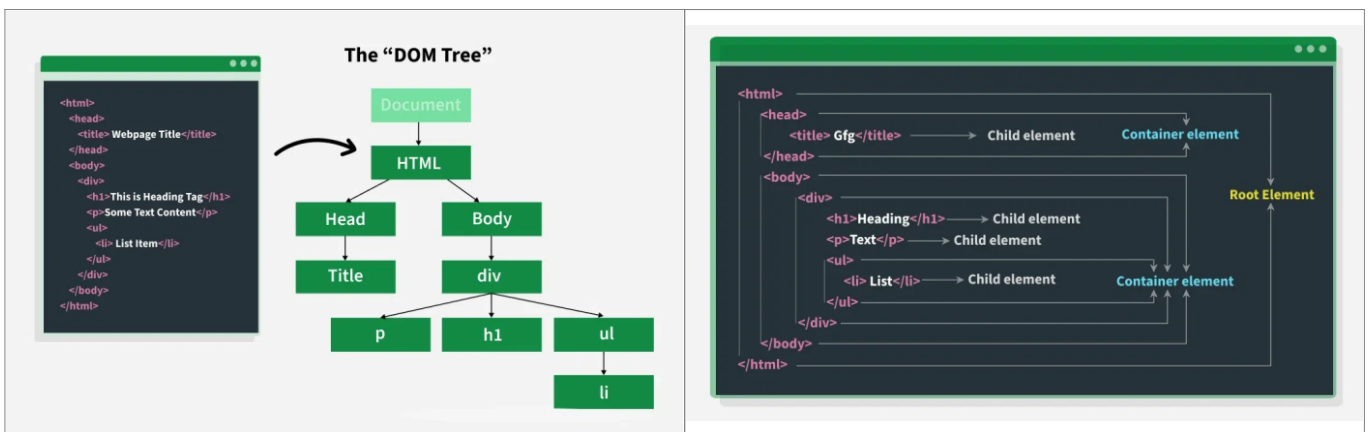 <html>
<head>
<title> Webpage Title</title>
</head>
<body>
<div>
<h1>This is Heading Tag</h1>
<p>Some Text Content</p>
<ul>
<li> List Item</li>
</ul>
</div>
</body>
</html>
The “DOM Tree”
Document
HTML
Head Body
Title div
p h1 ul
li
<html>
<head>
<title> Gfg</title> Child element Container element
</head>
<body>
<div> Root Element
<h1>Heading</h1> Child element
<p>Text</p> Child element
<ul>
<li> List</li> Child element Container element
</ul>
</div>
</body>
</html>